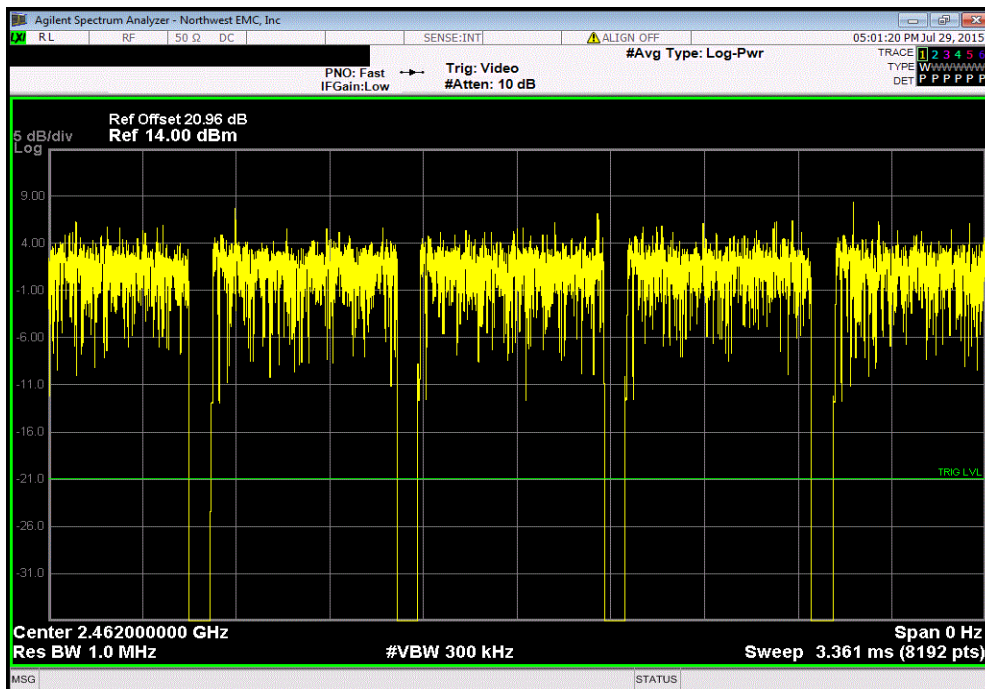 Agilent Spectrum Analyzer - Northwest EMC, Inc
LXI RL RF 50 Ω DC SENSE:INT ALIGN OFF 05:01:20 PM Jul 29, 2015
#Avg Type: Log-Pwr
TRACE 1 2 3 4 5 6
PNO: Fast Trig: Video TYPE WWWWWW
IFGain:Low #Atten: 10 dB DET P P P P P P
Ref Offset 20.96 dB
5 dB/div Ref 14.00 dBm
Log
9.00
4.00
-1.00
-6.00
-11.0
-16.0
TRIG LVL
-21.0
-26.0
-31.0
Center 2.462000000 GHz Span 0 Hz
Res BW 1.0 MHz #VBW 300 kHz Sweep 3.361 ms (8192 pts)
MSG STATUS